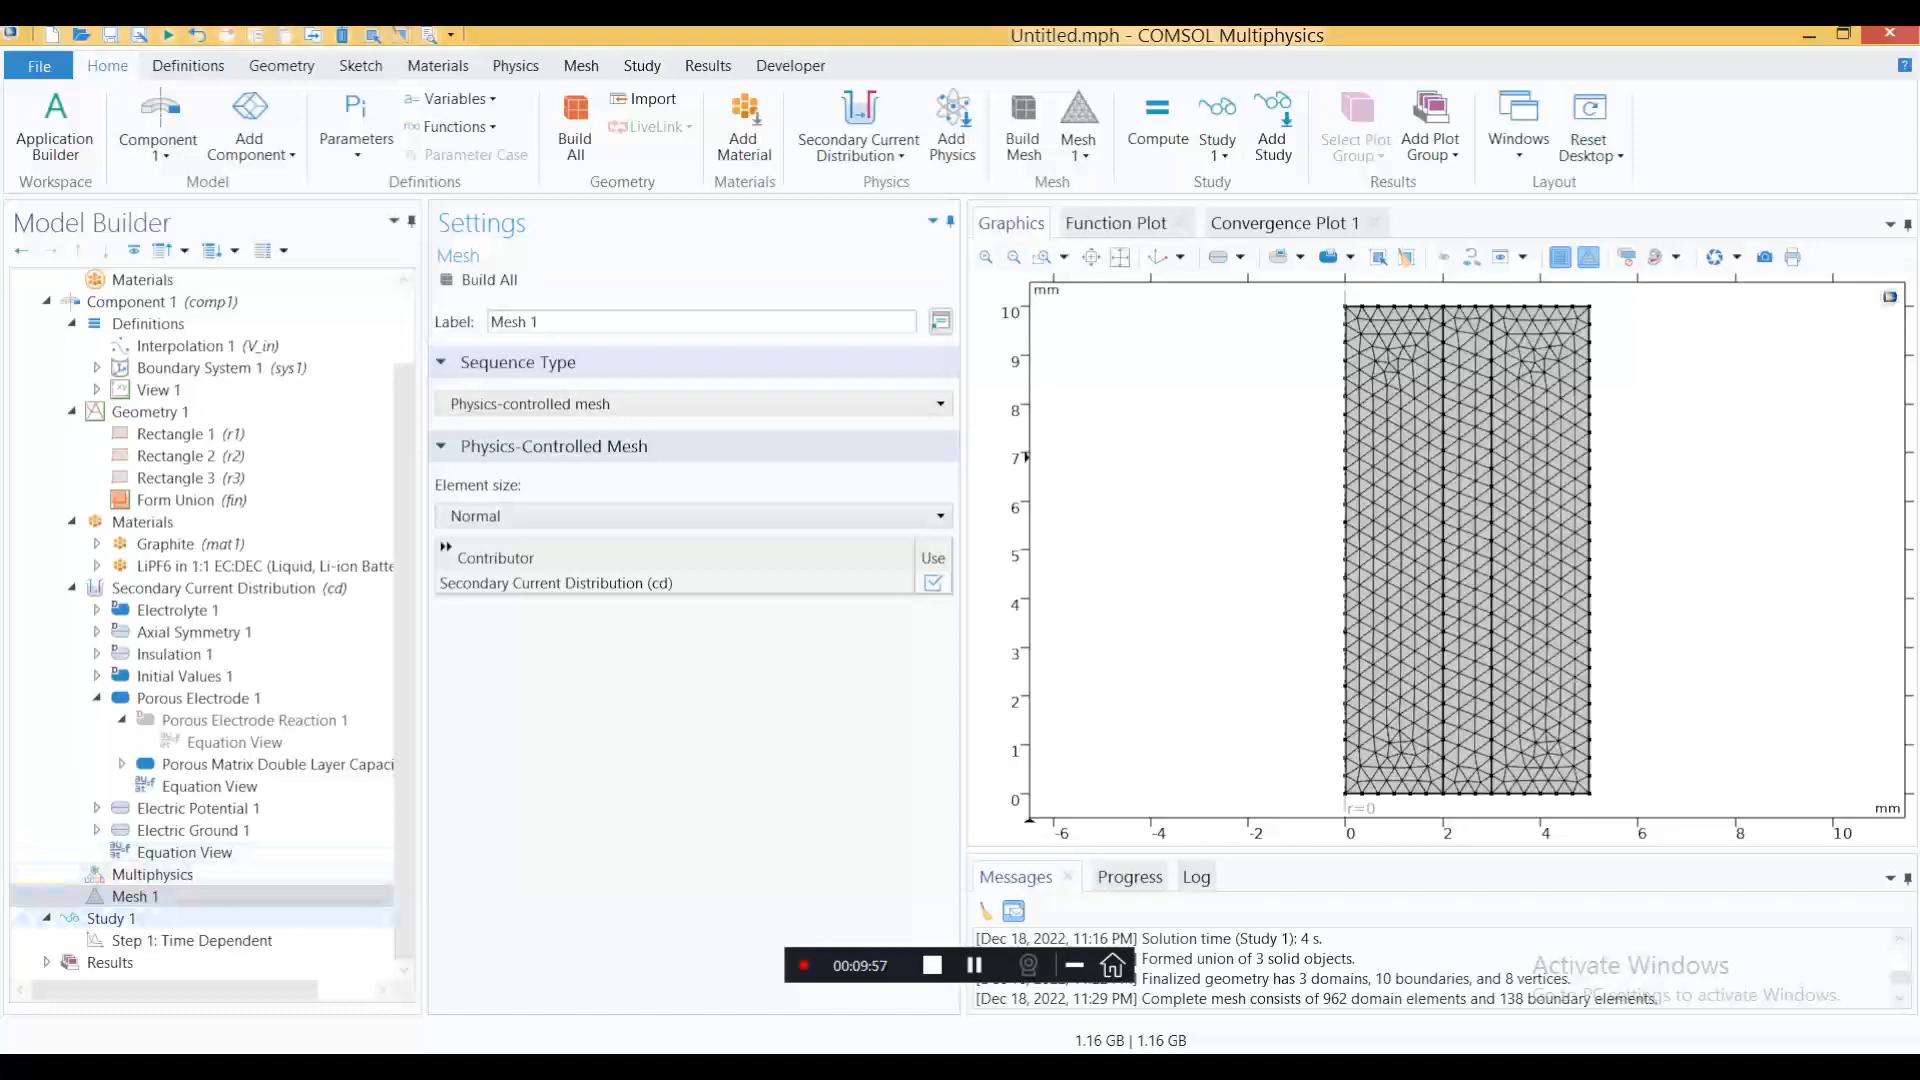 Untitled.mph - COMSOL Multiphysics
File Home Definitions Geometry Sketch Materials Physics Mesh Study Results Developer
Application Builder
Workspace
Component 1
Add Component
Model
Pi
Parameters
a= Variables
f(x) Functions
Parameter Case
Definitions
Build All
Import
LiveLink
Geometry
Add Material
Materials
Secondary Current Distribution
Add Physics
Physics
Build Mesh
Mesh 1
Mesh
Compute
Study 1
Add Study
Study
Select Plot Group
Add Plot Group
Results
Windows
Reset Desktop
Layout
Model Builder
Materials
Component 1 (comp1)
Definitions
Interpolation 1 (V_in)
Boundary System 1 (sys1)
View 1
Geometry 1
Rectangle 1 (r1)
Rectangle 2 (r2)
Rectangle 3 (r3)
Form Union (fin)
Materials
Graphite (mat1)
LiPF6 in 1:1 EC:DEC (Liquid, Li-ion Batte
Secondary Current Distribution (cd)
Electrolyte 1
Axial Symmetry 1
Insulation 1
Initial Values 1
Porous Electrode 1
Porous Electrode Reaction 1
Equation View
Porous Matrix Double Layer Capaci
Equation View
Electric Potential 1
Electric Ground 1
Equation View
Multiphysics
Mesh 1
Study 1
Step 1: Time Dependent
Results
Settings
Mesh
Build All
Label: Mesh 1
Sequence Type
Physics-controlled mesh
Physics-Controlled Mesh
Element size:
Normal
Contributor Use
Secondary Current Distribution (cd)
Graphics Function Plot Convergence Plot 1
mm
10
9
8
7
6
5
4
3
2
1
0
r=0
mm
-6 -4 -2 0 2 4 6 8 10
Messages Progress Log
[Dec 18, 2022, 11:16 PM] Solution time (Study 1): 4 s.
Formed union of 3 solid objects.
Finalized geometry has 3 domains, 10 boundaries, and 8 vertices.
[Dec 18, 2022, 11:29 PM] Complete mesh consists of 962 domain elements and 138 boundary elements.
00:09:57
Activate Windows
Go to PC settings to activate Windows.
1.16 GB | 1.16 GB